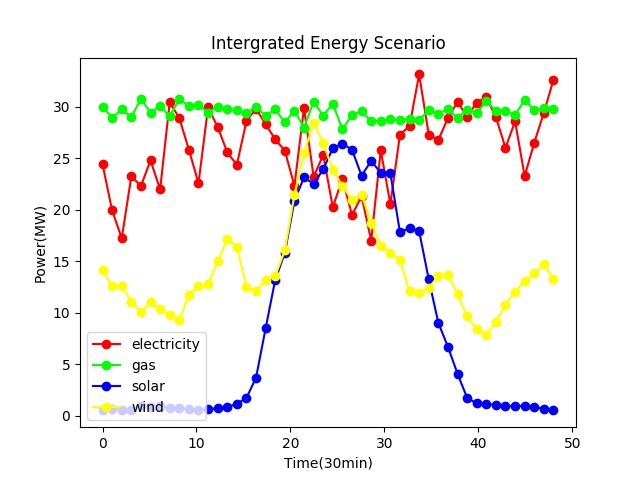 Intergrated Energy Scenario
Power(MW)
30
25
20
15
10
5
0
electricity
gas
solar
wind
0 10 20 30 40 50
Time(30min)